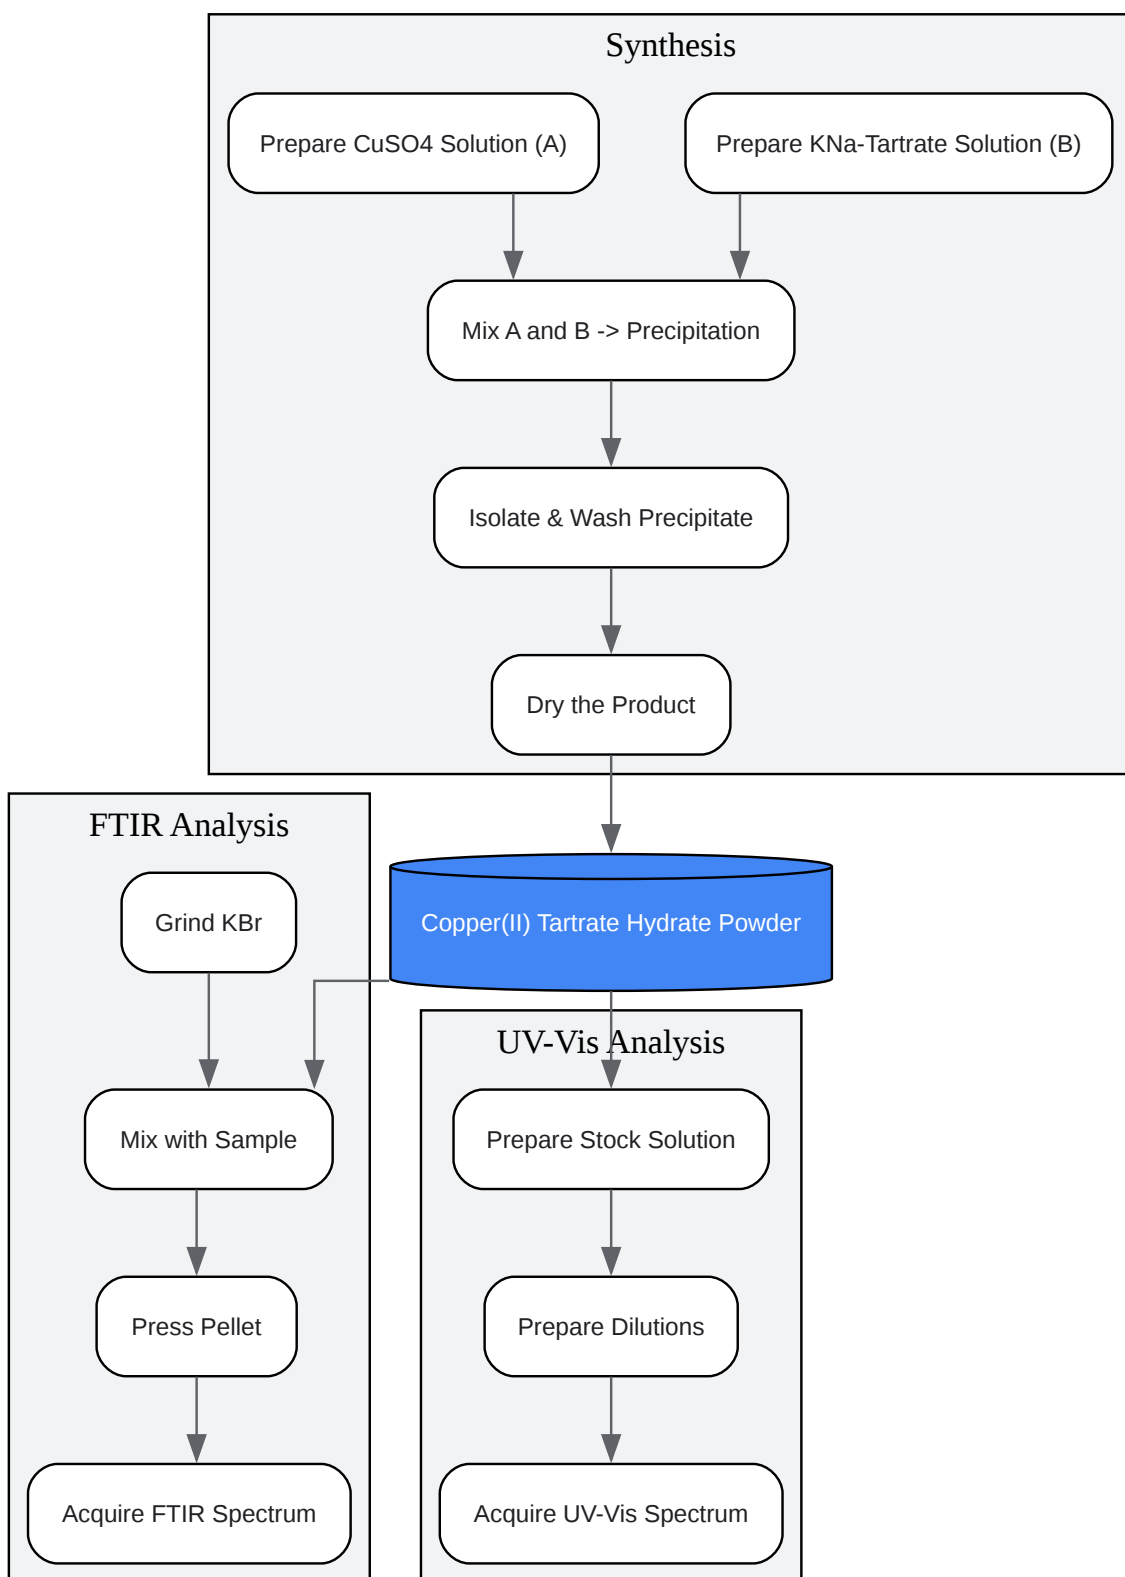 Synthesis
Prepare CuSO4 Solution (A)
Prepare KNa-Tartrate Solution (B)
Mix A and B -> Precipitation
Isolate & Wash Precipitate
Dry the Product
FTIR Analysis
Grind KBr
Copper(II) Tartrate Hydrate Powder
UV-Vis Analysis
Mix with Sample
Prepare Stock Solution
Press Pellet
Prepare Dilutions
Acquire FTIR Spectrum
Acquire UV-Vis Spectrum